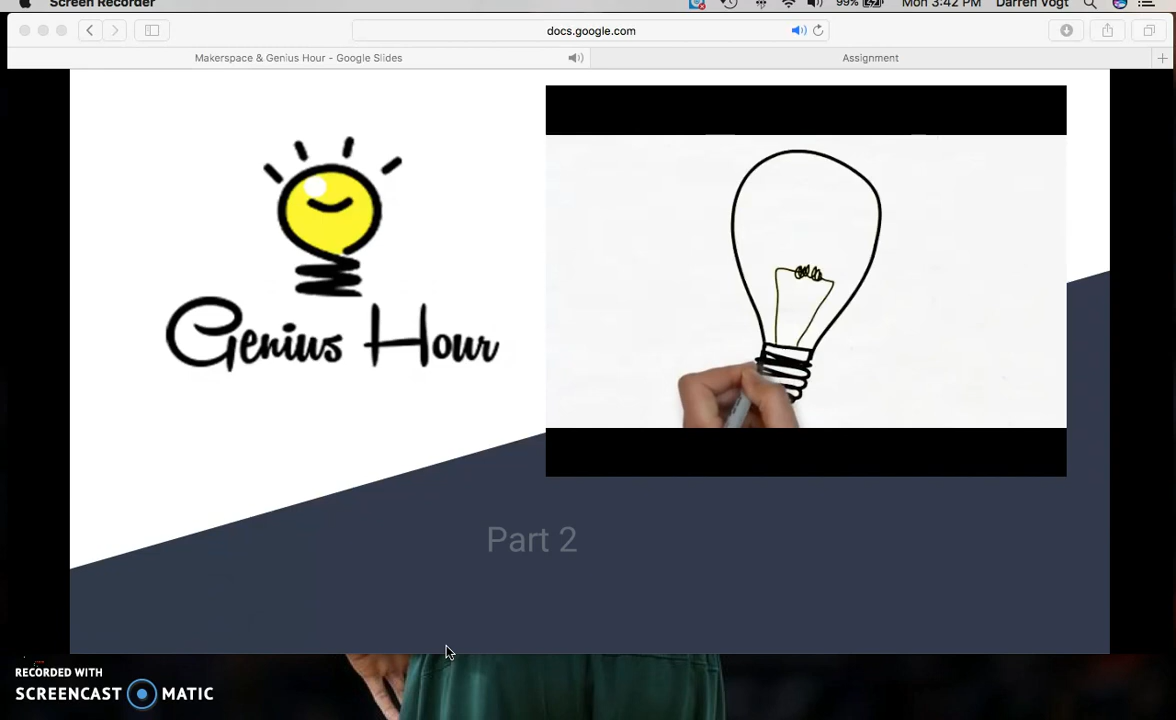 Screen Recorder
99%
Mon 3:42 PM
Darren Vogt
docs.google.com
Makerspace & Genius Hour - Google Slides
Assignment
Genius Hour
Part 2
RECORDED WITH
SCREENCAST MATIC